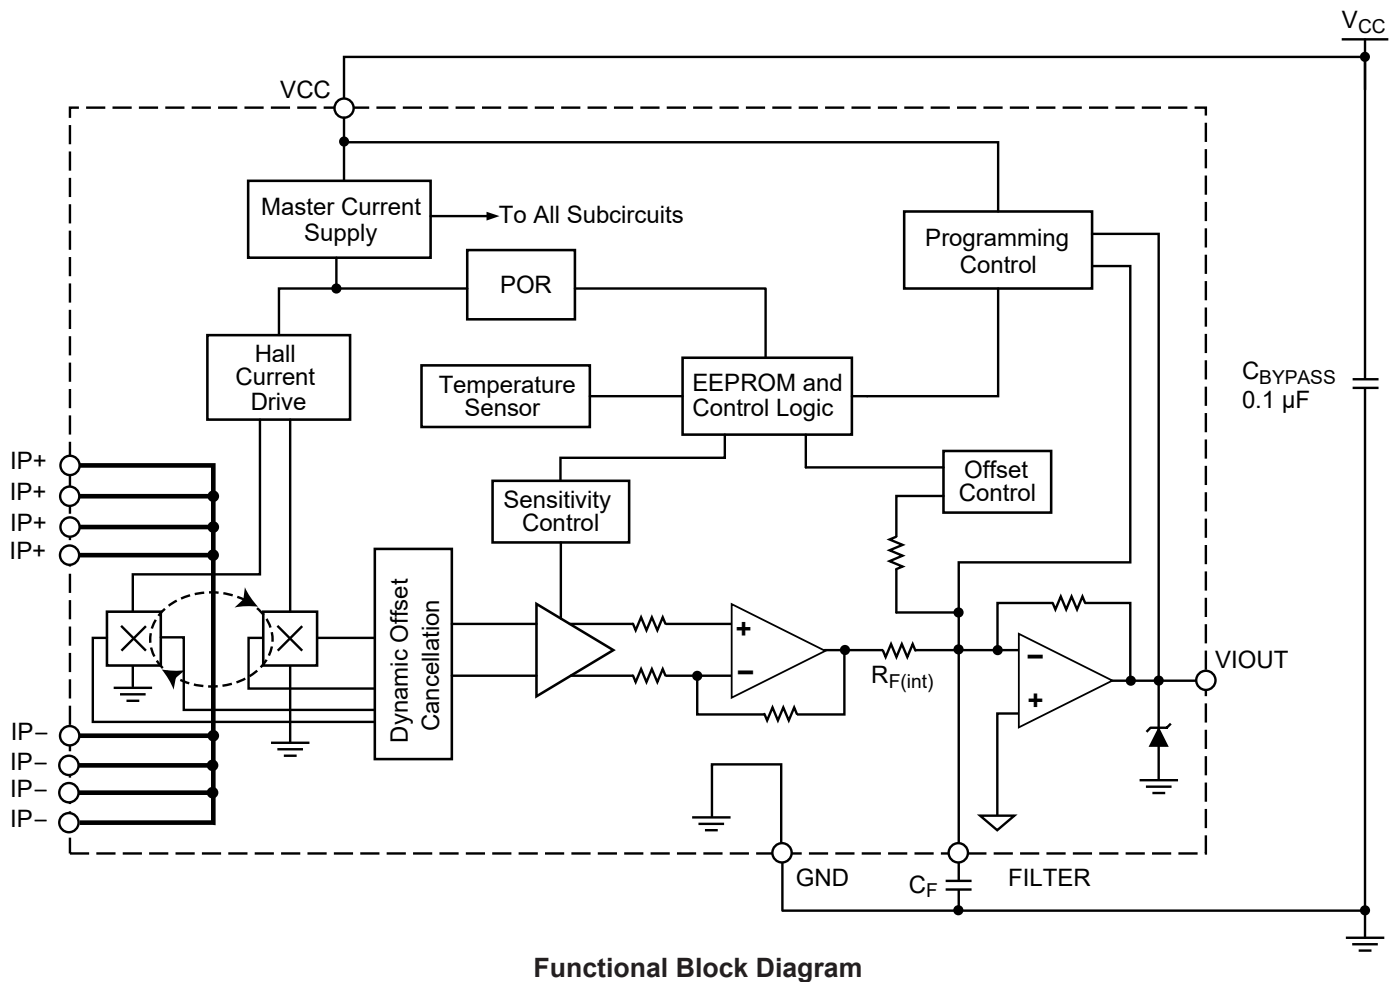 VCC
VCC
Master Current
Supply
To All Subcircuits
Programming
Control
POR
Hall
Current
Drive
Temperature
Sensor
EEPROM and
Control Logic
CBYPASS
0.1 µF
IP+
IP+
IP+
IP+
Sensitivity
Control
Offset
Control
Dynamic Offset
Cancellation
+
−
RF(int)
−
+
VIOUT
IP−
IP−
IP−
IP−
GND
CF
FILTER
Functional Block Diagram